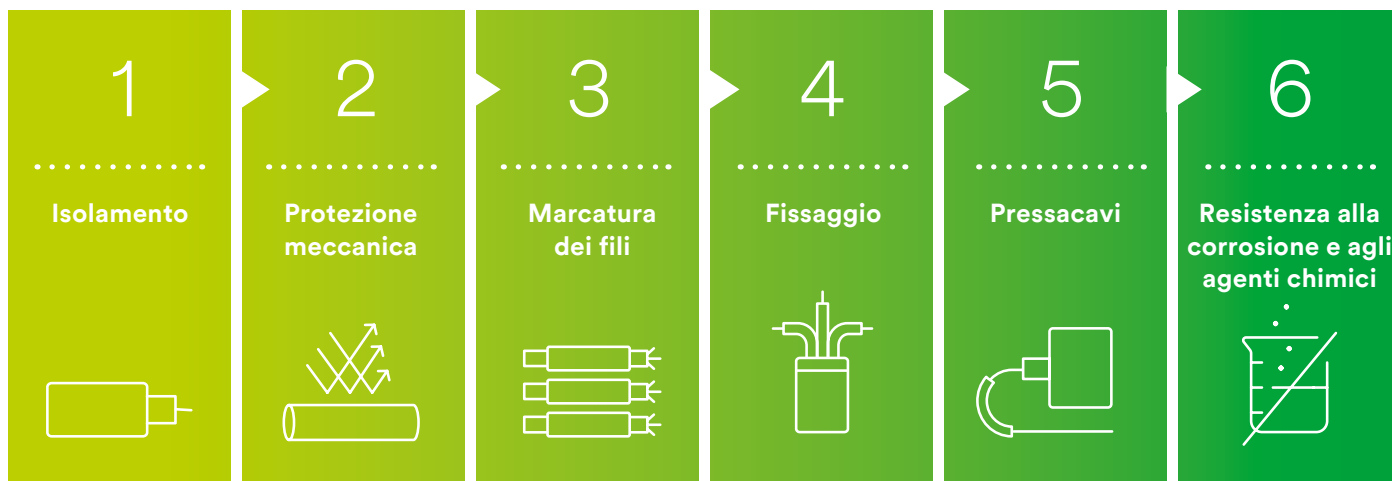 1
Isolamento
2
Protezione
meccanica
3
Marcatura
dei fili
4
Fissaggio
5
Pressacavi
6
Resistenza alla
corrosione e agli
agenti chimici